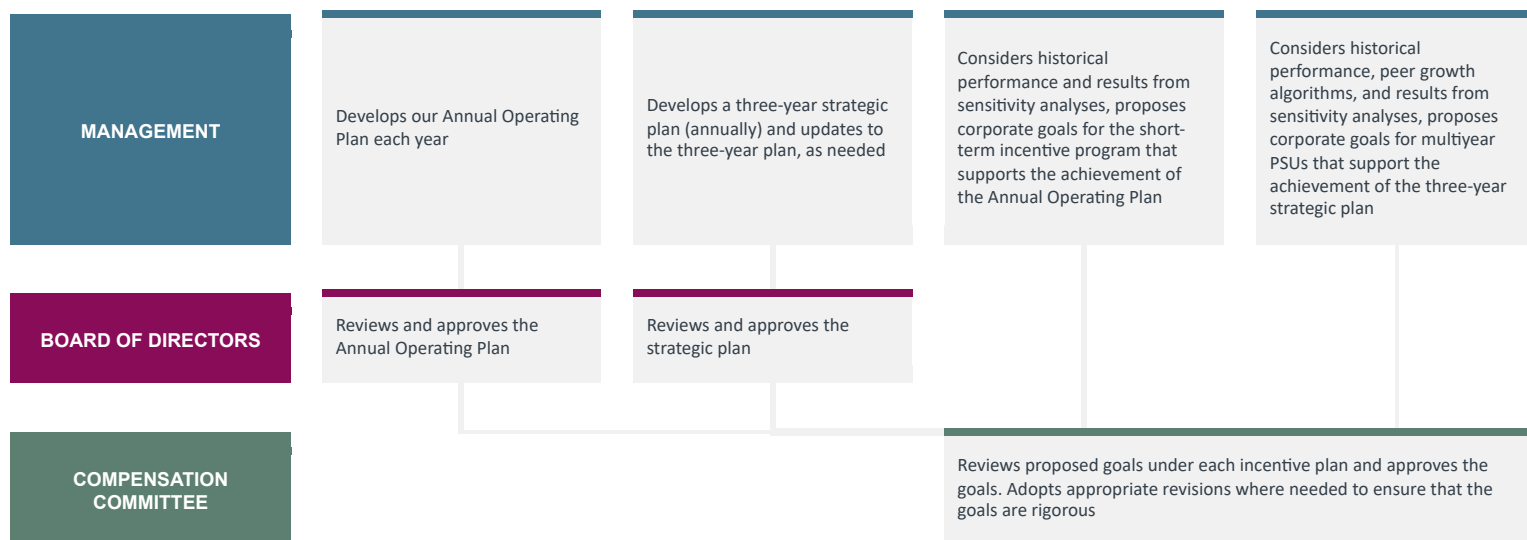 MANAGEMENT
Develops our Annual Operating
Plan each year
Develops a three-year strategic
plan (annually) and updates to
the three-year plan, as needed
Considers historical
performance and results from
sensitivity analyses, proposes
corporate goals for the short-
term incentive program that
supports the achievement of
the Annual Operating Plan
Considers historical
performance, peer growth
algorithms, and results from
sensitivity analyses, proposes
corporate goals for multiyear
PSUs that support the
achievement of the three-year
strategic plan
BOARD OF DIRECTORS
Reviews and approves the
Annual Operating Plan
Reviews and approves the
strategic plan
COMPENSATION
COMMITTEE
Reviews proposed goals under each incentive plan and approves the
goals. Adopts appropriate revisions where needed to ensure that the
goals are rigorous